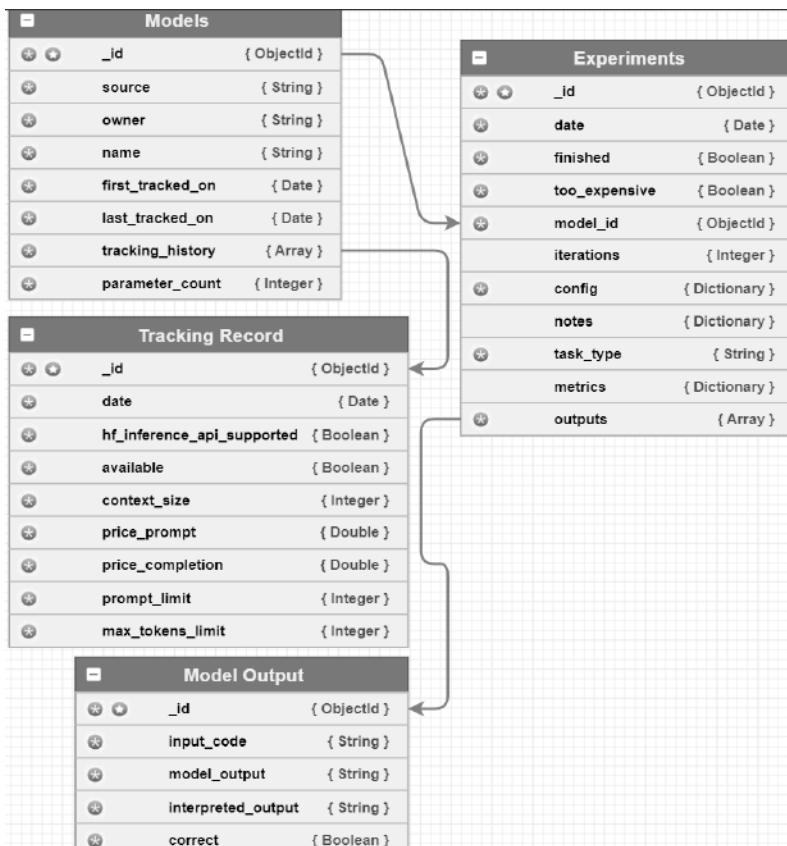 Models
_id { ObjectId }
source { String }
owner { String }
name { String }
first_tracked_on { Date }
last_tracked_on { Date }
tracking_history { Array }
parameter_count { Integer }
Experiments
_id { ObjectId }
date { Date }
finished { Boolean }
too_expensive { Boolean }
model_id { ObjectId }
iterations { Integer }
config { Dictionary }
notes { Dictionary }
task_type { String }
metrics { Dictionary }
outputs { Array }
Tracking Record
_id { ObjectId }
date { Date }
hf_inference_api_supported { Boolean }
available { Boolean }
context_size { Integer }
price_prompt { Double }
price_completion { Double }
prompt_limit { Integer }
max_tokens_limit { Integer }
Model Output
_id { ObjectId }
input_code { String }
model_output { String }
interpreted_output { String }
correct { Boolean }